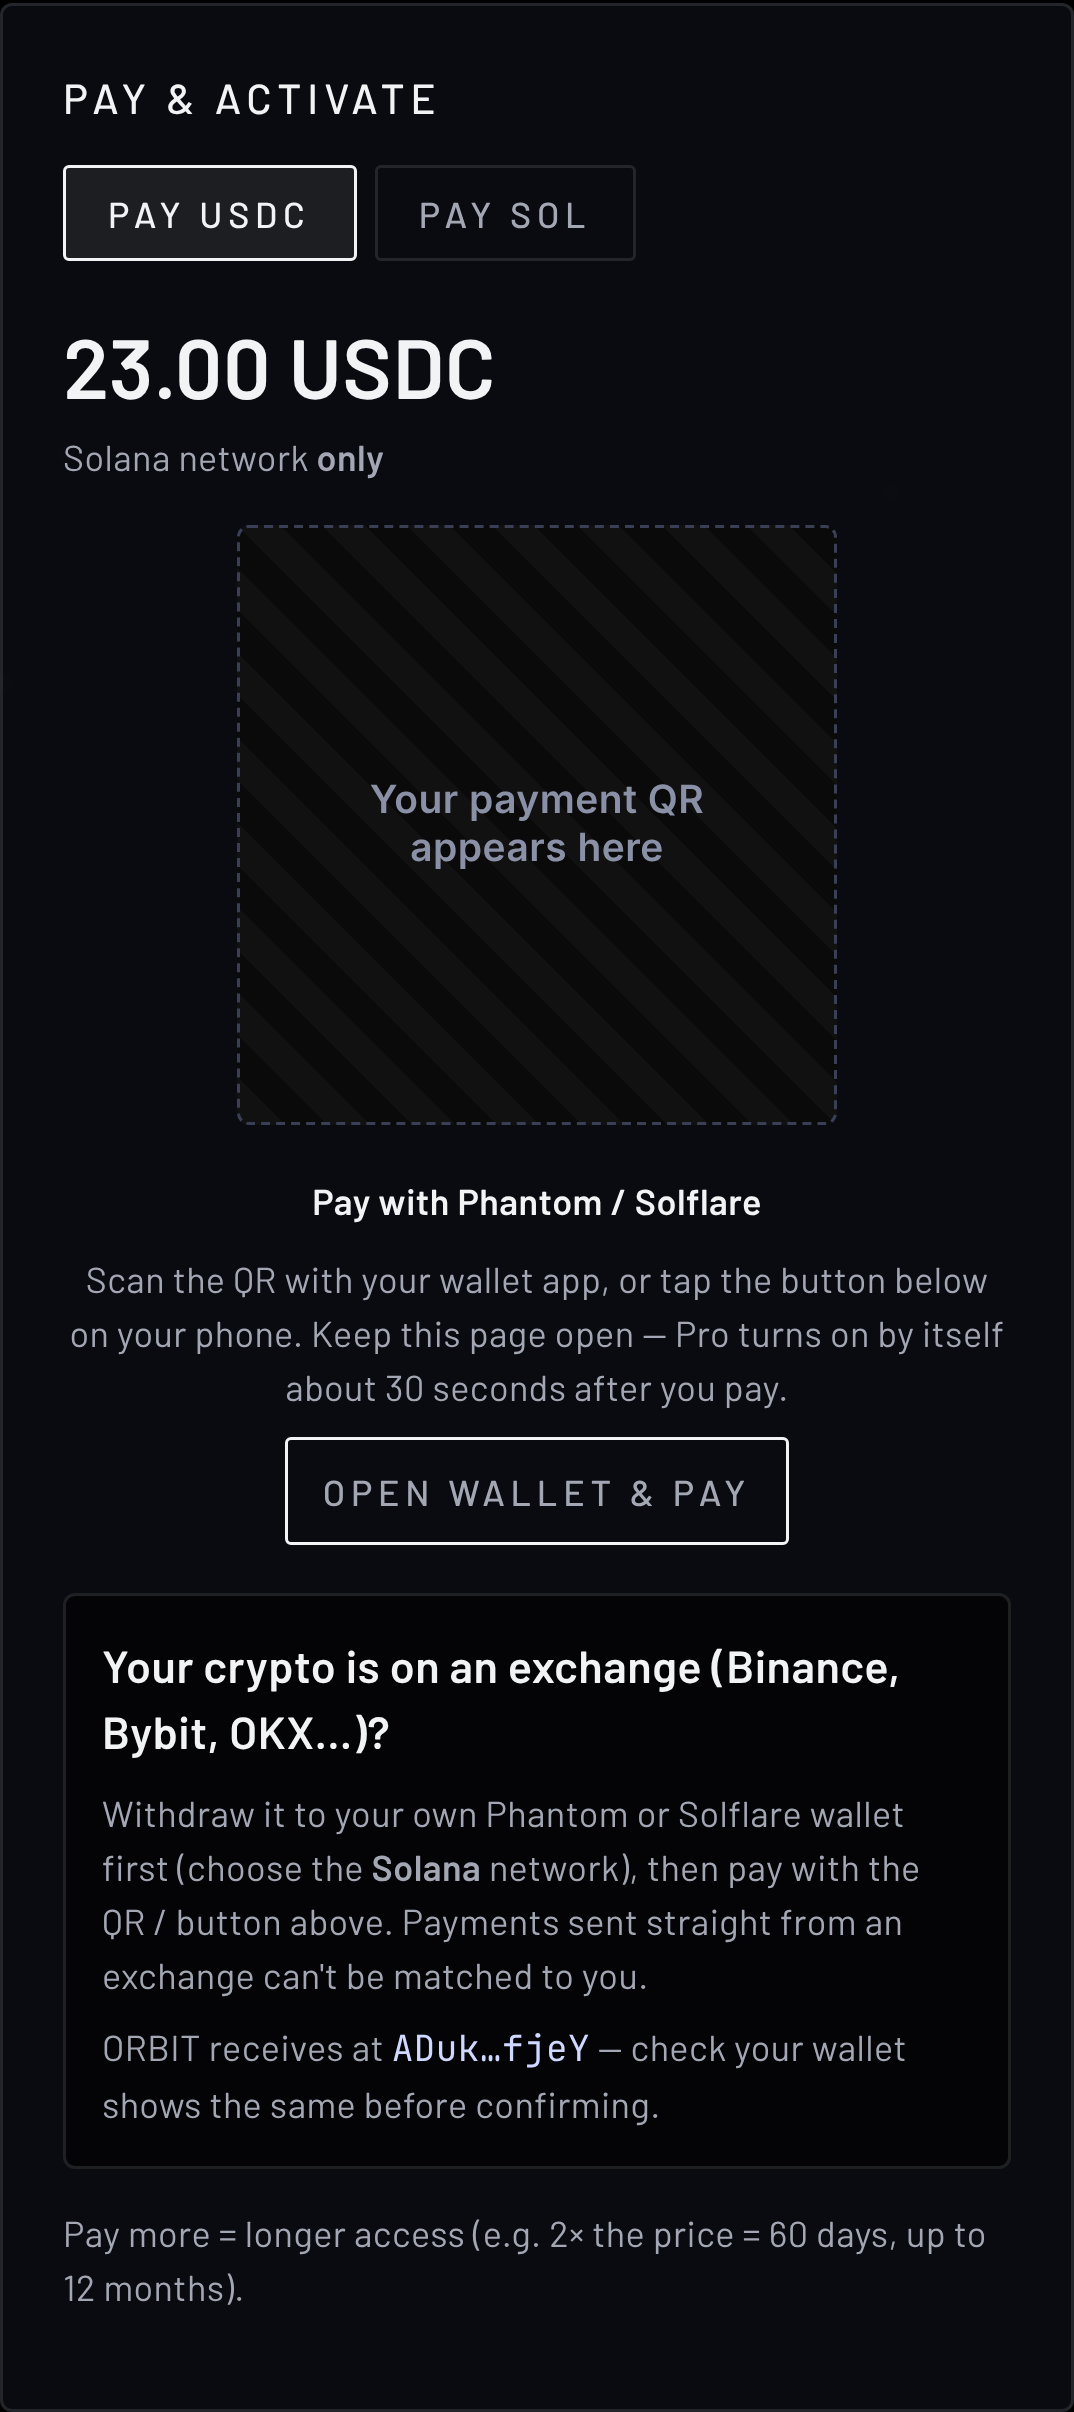 PAY & ACTIVATE
PAY USDC
PAY SOL
23.00 USDC
Solana network only
Your payment QR
appears here
Pay with Phantom / Solflare
Scan the QR with your wallet app, or tap the button below
on your phone. Keep this page open — Pro turns on by itself
about 30 seconds after you pay.
OPEN WALLET & PAY
Your crypto is on an exchange (Binance,
Bybit, OKX…)?
Withdraw it to your own Phantom or Solflare wallet
first (choose the Solana network), then pay with the
QR / button above. Payments sent straight from an
exchange can't be matched to you.
ORBIT receives at ADuk…fjeY — check your wallet
shows the same before confirming.
Pay more = longer access (e.g. 2× the price = 60 days, up to
12 months).